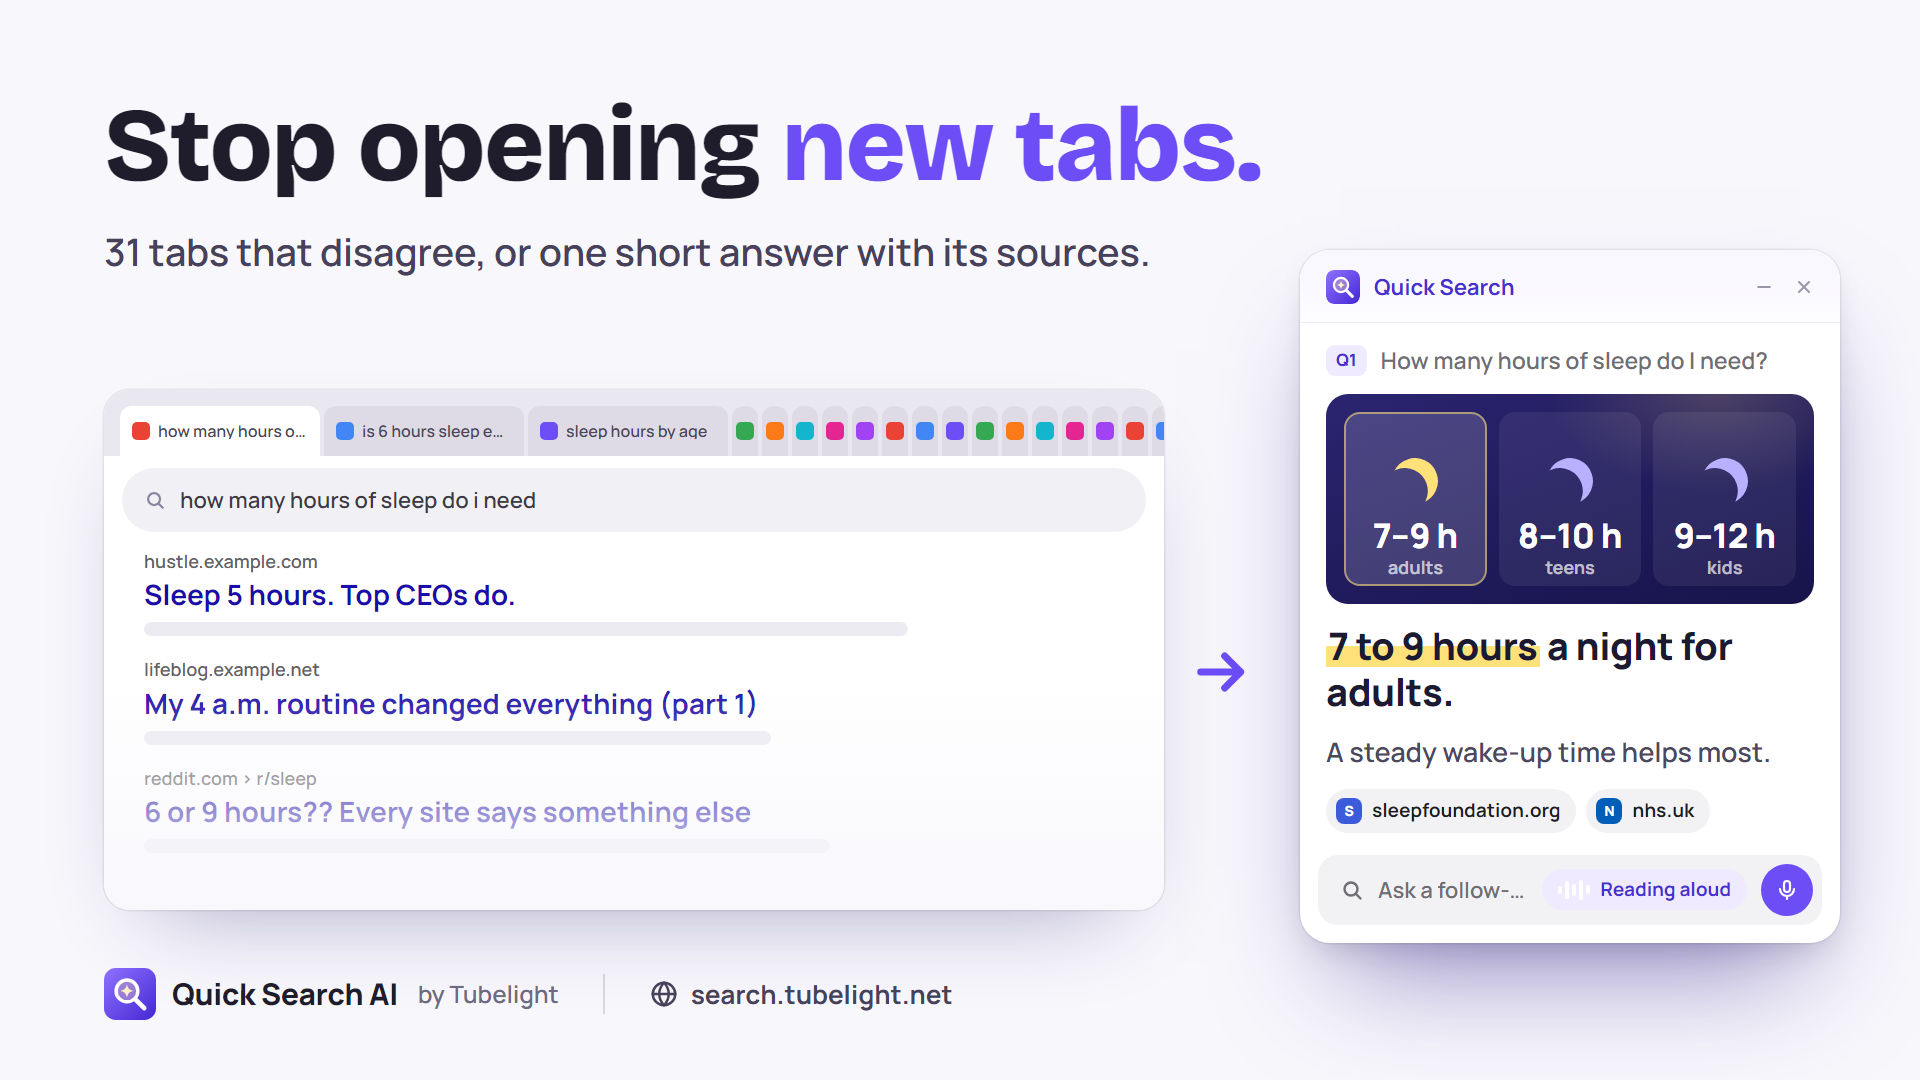 Stop opening new tabs.
31 tabs that disagree, or one short answer with its sources.
how many hours o...
is 6 hours sleep e...
sleep hours by age
how many hours of sleep do i need
hustle.example.com
Sleep 5 hours. Top CEOs do.
lifeblog.example.net
My 4 a.m. routine changed everything (part 1)
reddit.com › r/sleep
6 or 9 hours?? Every site says something else
Quick Search
Q1 How many hours of sleep do I need?
7–9 h
adults
8–10 h
teens
9–12 h
kids
7 to 9 hours a night for
adults.
A steady wake-up time helps most.
S sleepfoundation.org
N nhs.uk
Ask a follow-...
Reading aloud
Quick Search AI by Tubelight
search.tubelight.net